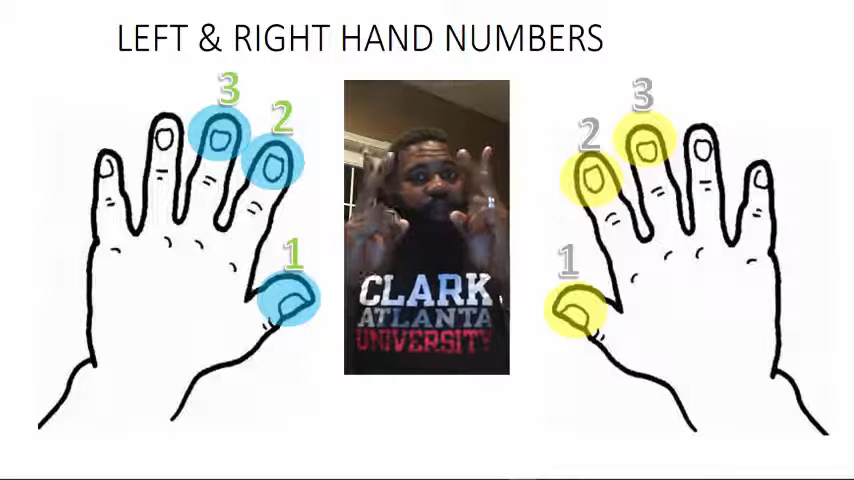 LEFT & RIGHT HAND NUMBERS
3
2
1
3
2
1
CLARK
ATLANTA
UNIVERSITY